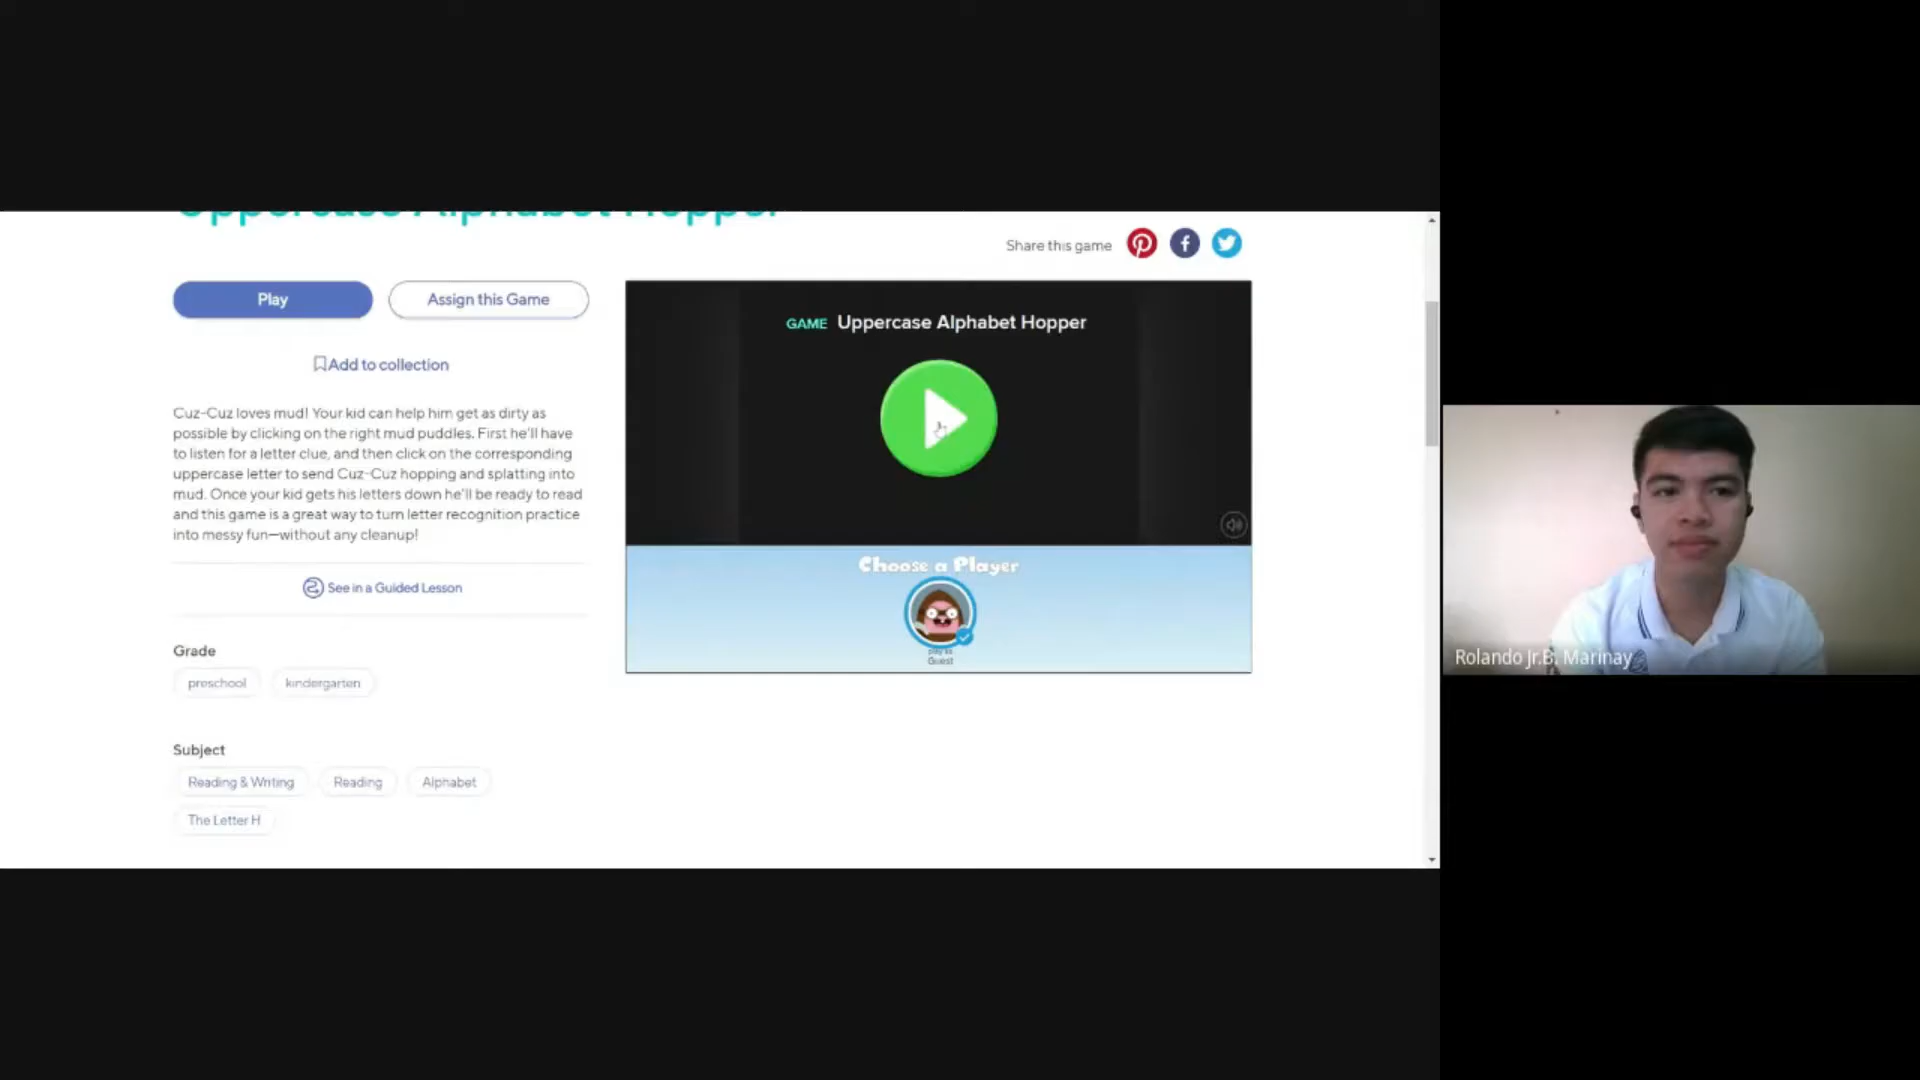 Uppercase Alphabet Hopper
Share this game
Play
Assign this Game
Add to collection
Cuz-Cuz loves mud! Your kid can help him get as dirty as
possible by clicking on the right mud puddles. First he'll have
to listen for a letter clue, and then click on the corresponding
uppercase letter to send Cuz-Cuz hopping and splatting into
mud. Once your kid gets his letters down he'll be ready to read
and this game is a great way to turn letter recognition practice
into messy fun—without any cleanup!
See in a Guided Lesson
Grade
preschool
kindergarten
Subject
Reading & Writing
Reading
Alphabet
The Letter H
GAME Uppercase Alphabet Hopper
Choose a Player
play as
Guest
Rolando Jr.B. Marinay